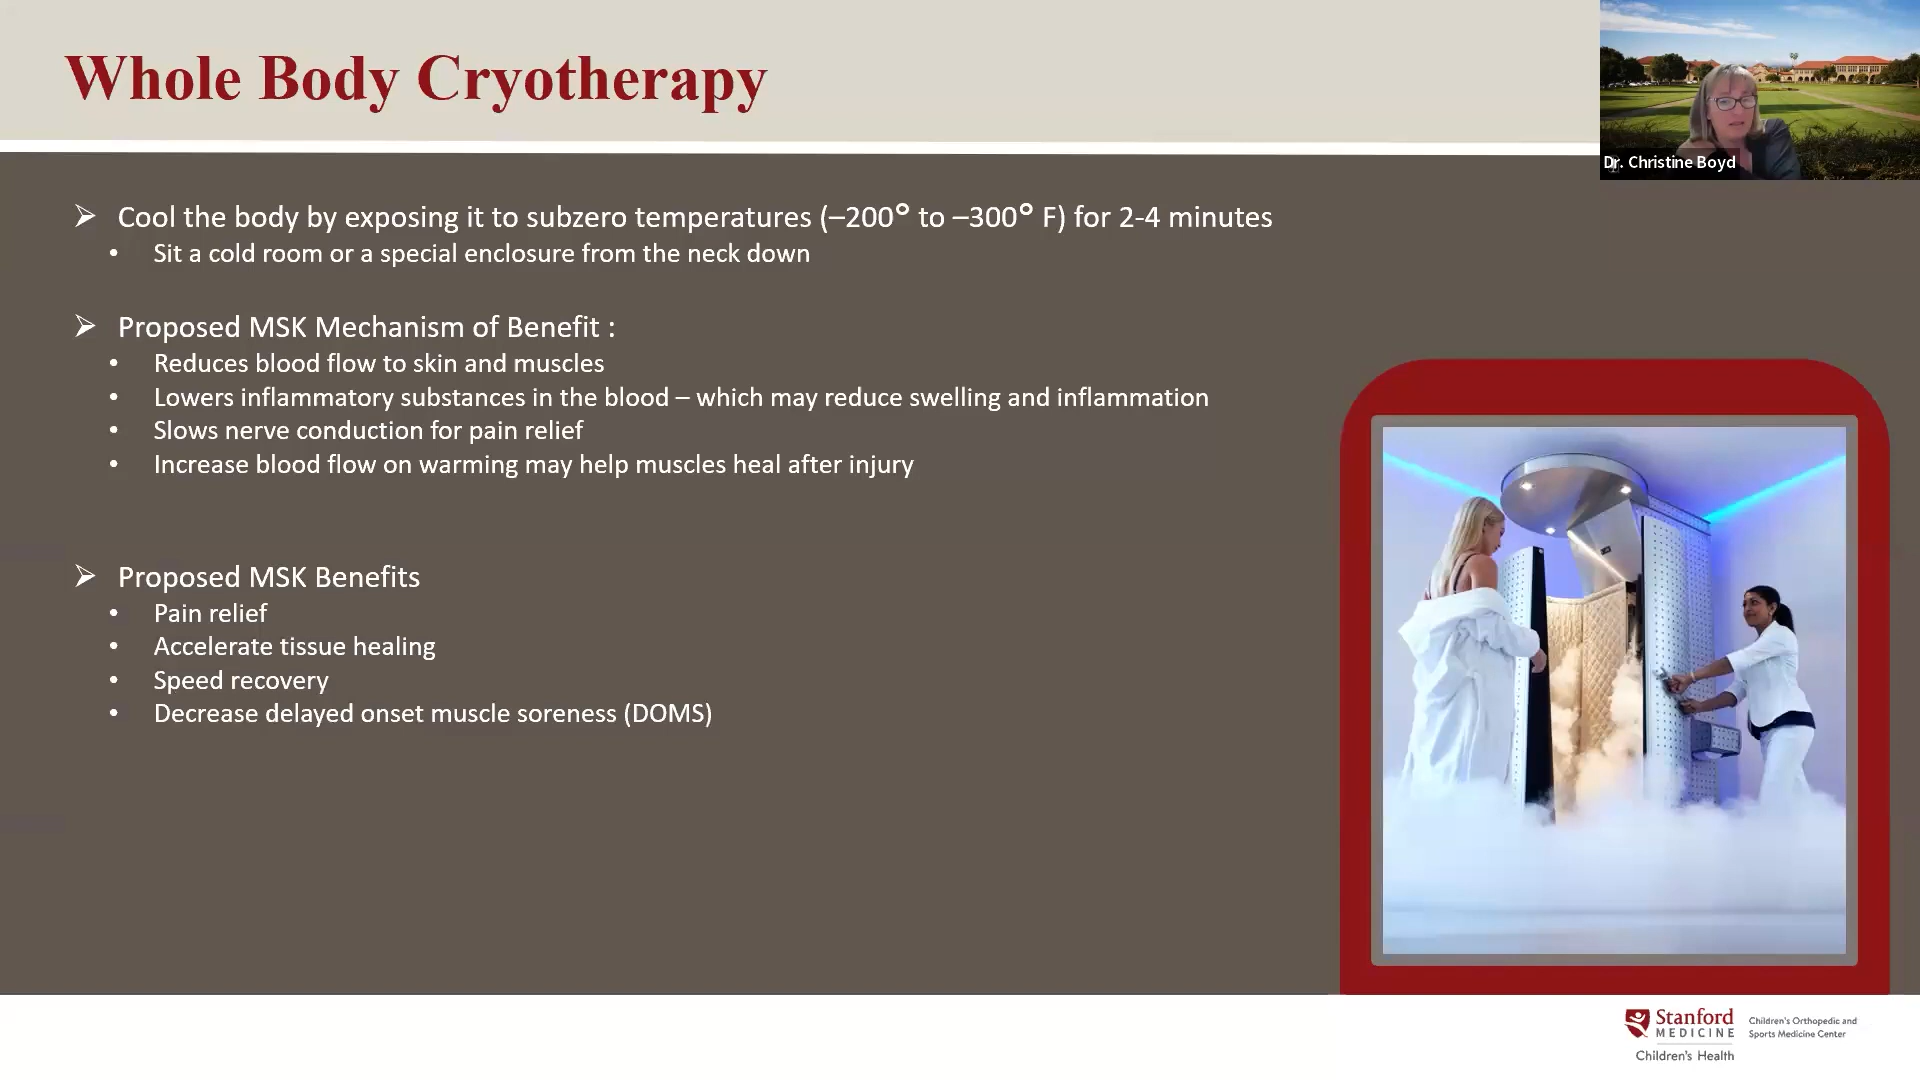 Whole Body Cryotherapy
Dr. Christine Boyd
➢ Cool the body by exposing it to subzero temperatures (–200° to –300° F) for 2-4 minutes
• Sit a cold room or a special enclosure from the neck down
➢ Proposed MSK Mechanism of Benefit :
• Reduces blood flow to skin and muscles
• Lowers inflammatory substances in the blood – which may reduce swelling and inflammation
• Slows nerve conduction for pain relief
• Increase blood flow on warming may help muscles heal after injury
➢ Proposed MSK Benefits
• Pain relief
• Accelerate tissue healing
• Speed recovery
• Decrease delayed onset muscle soreness (DOMS)
Stanford
MEDICINE
Children's Health
Children's Orthopedic and
Sports Medicine Center